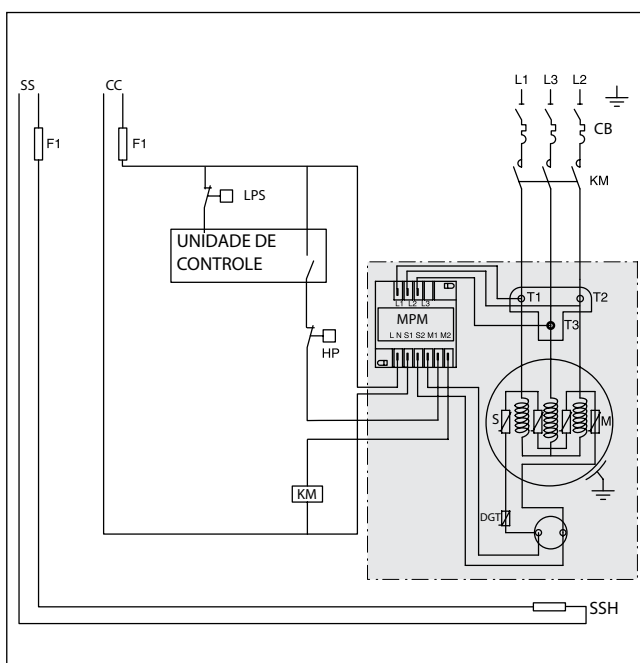 SS
CC
L1 L3 L2
F1
F1
CB
KM
LPS
UNIDADE DE
CONTROLE
HP
L1 L2 L3
MPM
L N S1 S2 M1 M2
T1
T2
T3
S
M
KM
DGT
SSH